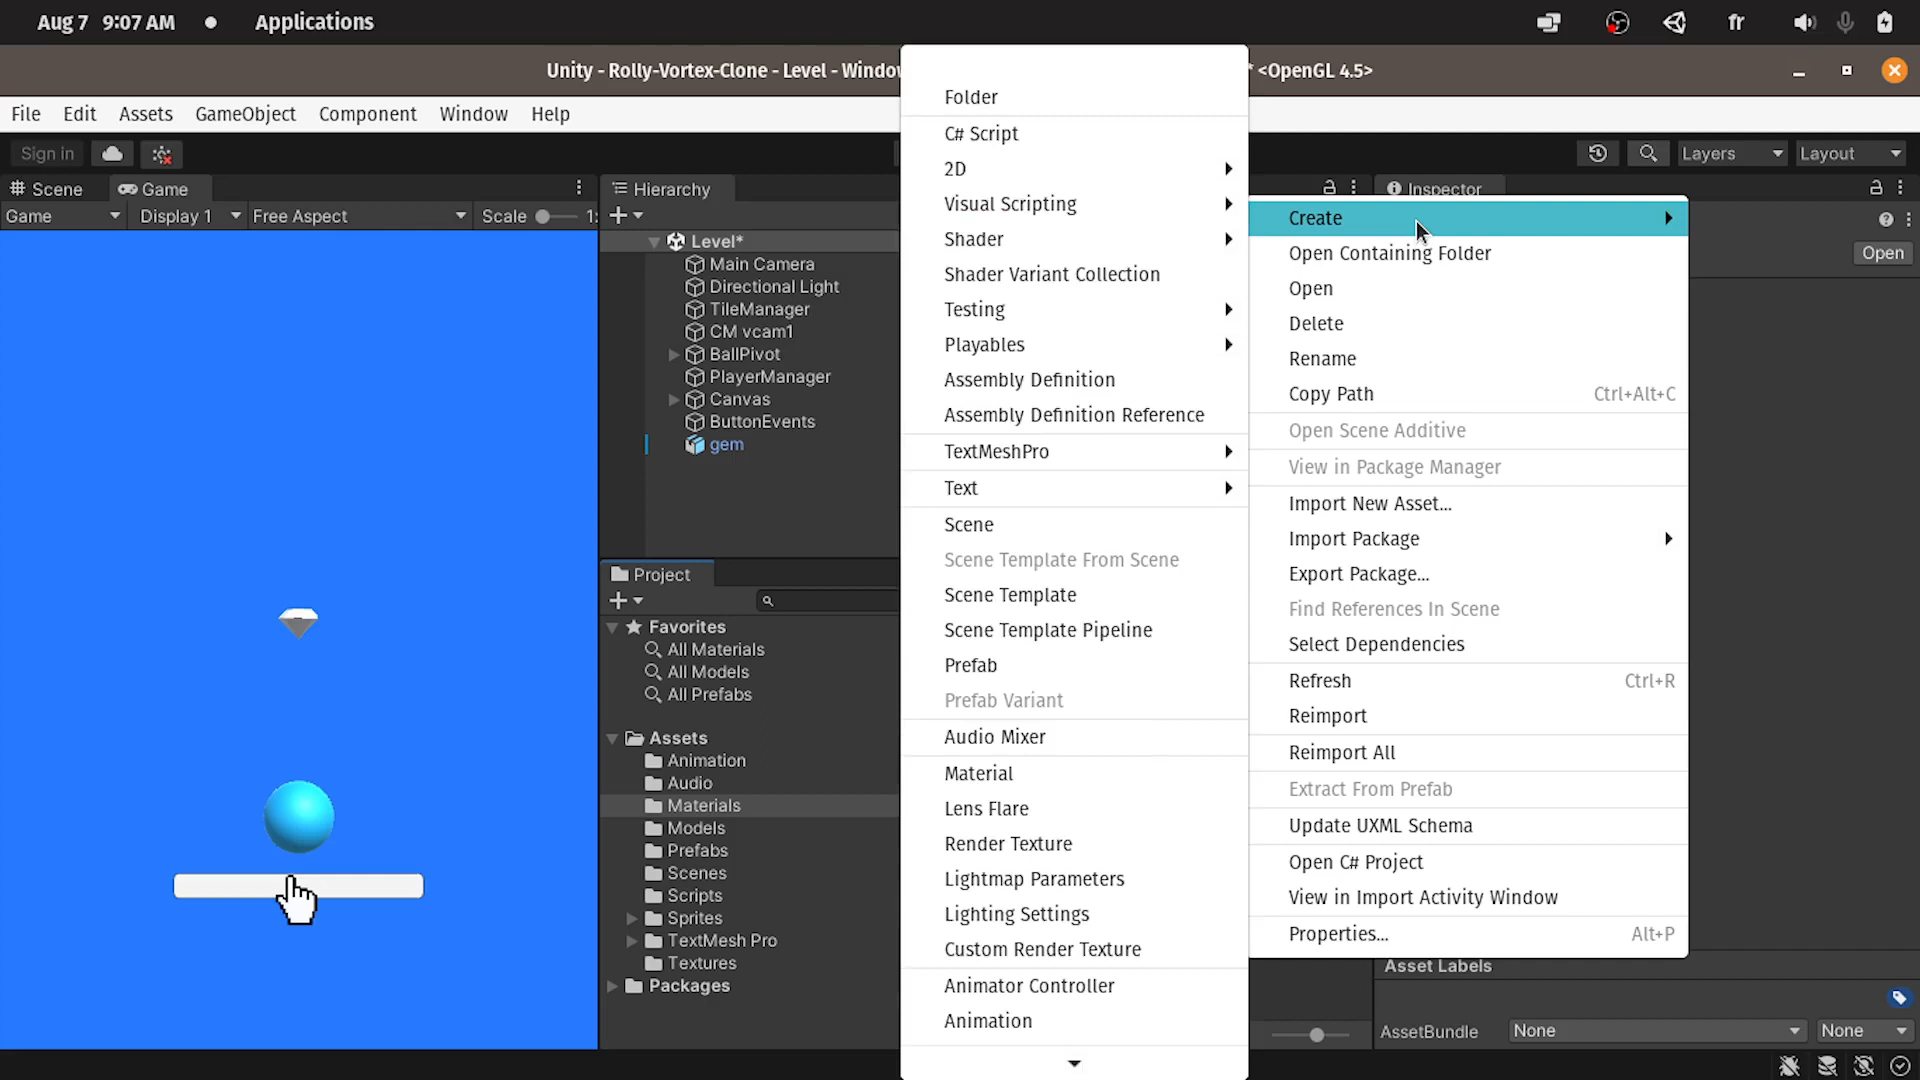 Aug 7 9:07 AM
Applications
fr
Unity - Rolly-Vortex-Clone - Level - Window
* <OpenGL 4.5>
File Edit Assets GameObject Component Window Help
Sign in
Layers
Layout
Scene
Game
Hierarchy
Inspector
Game
Display 1
Free Aspect
Scale
1:
Open
Level*
Main Camera
Directional Light
TileManager
CM vcam1
BallPivot
PlayerManager
Canvas
ButtonEvents
gem
Project
Favorites
All Materials
All Models
All Prefabs
Assets
Animation
Audio
Materials
Models
Prefabs
Scenes
Scripts
Sprites
TextMesh Pro
Textures
Packages
Folder
C# Script
2D
Visual Scripting
Shader
Shader Variant Collection
Testing
Playables
Assembly Definition
Assembly Definition Reference
TextMeshPro
Text
Scene
Scene Template From Scene
Scene Template
Scene Template Pipeline
Prefab
Prefab Variant
Audio Mixer
Material
Lens Flare
Render Texture
Lightmap Parameters
Lighting Settings
Custom Render Texture
Animator Controller
Animation
Create
Open Containing Folder
Open
Delete
Rename
Copy Path Ctrl+Alt+C
Open Scene Additive
View in Package Manager
Import New Asset...
Import Package
Export Package...
Find References In Scene
Select Dependencies
Refresh Ctrl+R
Reimport
Reimport All
Extract From Prefab
Update UXML Schema
Open C# Project
View in Import Activity Window
Properties... Alt+P
Asset Labels
AssetBundle
None
None